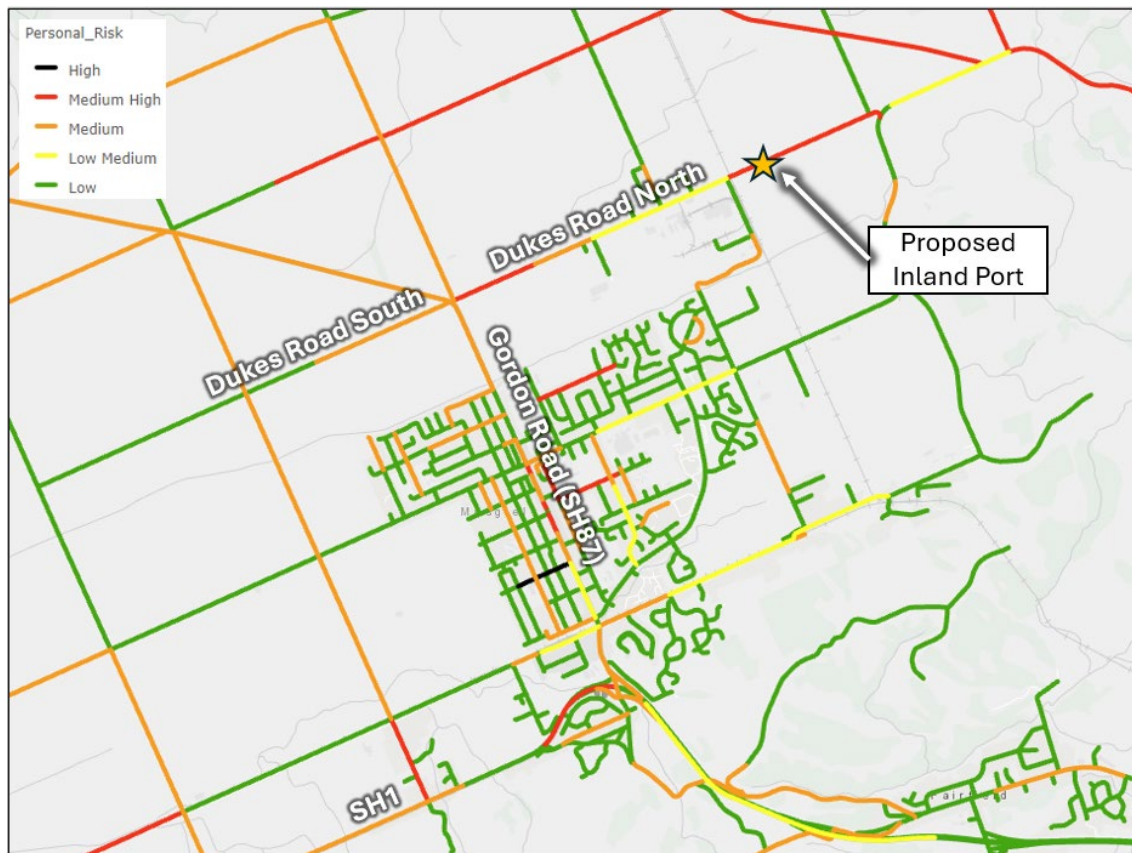 Personal_Risk
High
Medium High
Medium
Low Medium
Low
Dukes Road North
Proposed
Inland Port
Dukes Road South
Gordon Road (SH87)
SH1